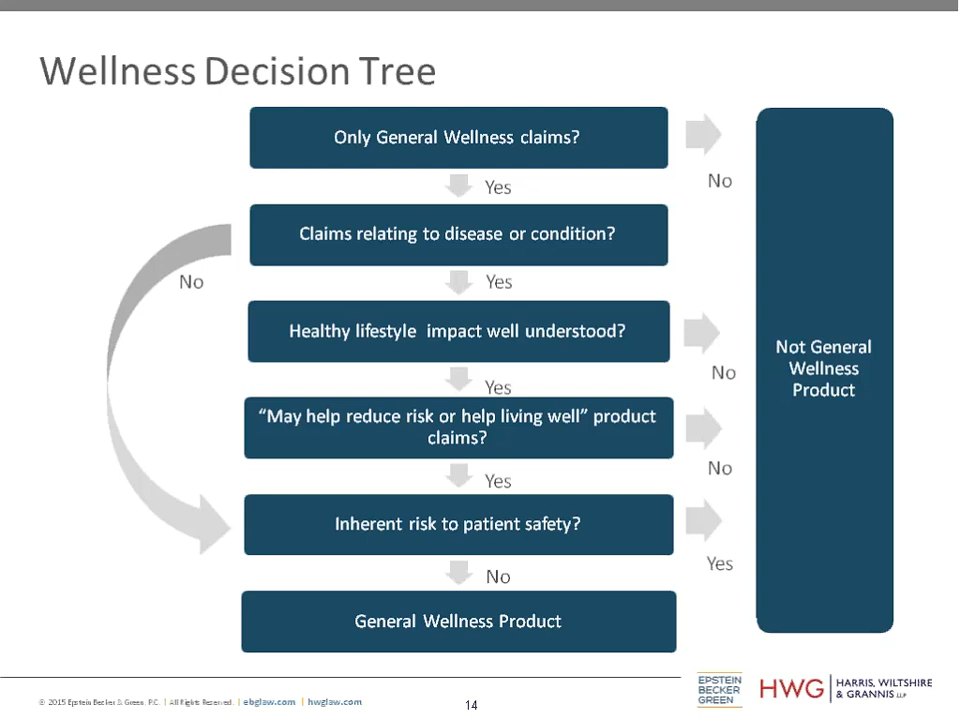 Wellness Decision Tree
Only General Wellness claims?
No
Yes
Claims relating to disease or condition?
No
Yes
Healthy lifestyle impact well understood?
No
Yes
“May help reduce risk or help living well” product
claims?
No
Yes
Inherent risk to patient safety?
Yes
No
General Wellness Product
Not General
Wellness
Product
© 2015 Epstein Becker & Green, P.C. | All Rights Reserved. | ebglaw.com | hwglaw.com
14
EPSTEIN
BECKER
GREEN
HWG
HARRIS, WILTSHIRE
& GRANNIS LLP